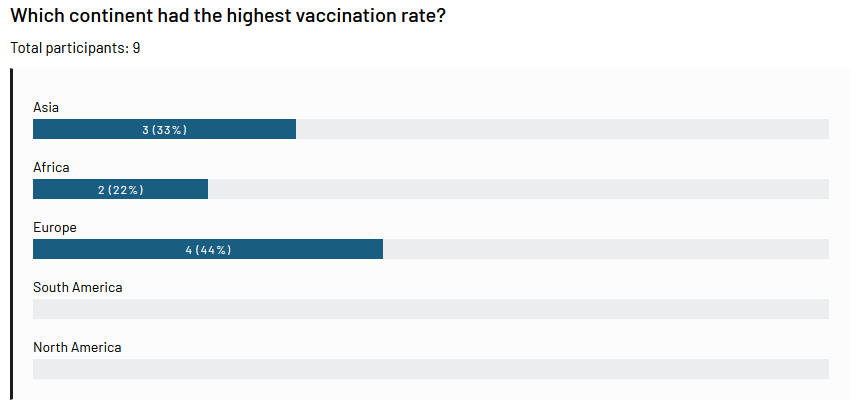 Which continent had the highest vaccination rate?
Total participants: 9
Asia
3 (33%)
Africa
2 (22%)
Europe
4 (44%)
South America
North America